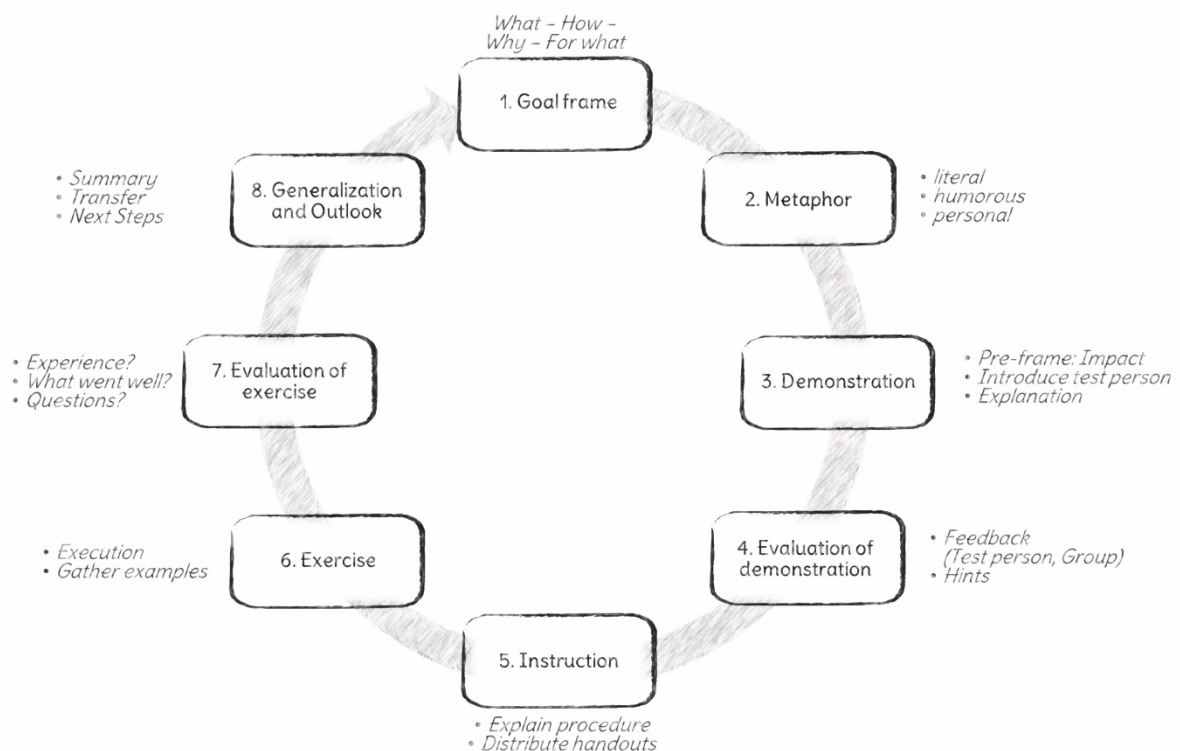 What – How –
Why – For what
1. Goal frame
2. Metaphor
• literal
• humorous
• personal
3. Demonstration
• Pre-frame: Impact
• Introduce test person
• Explanation
4. Evaluation of
demonstration
• Feedback
(Test person, Group)
• Hints
5. Instruction
• Explain procedure
• Distribute handouts
6. Exercise
• Execution
• Gather examples
7. Evaluation of
exercise
• Experience?
• What went well?
• Questions?
8. Generalization
and Outlook
• Summary
• Transfer
• Next Steps